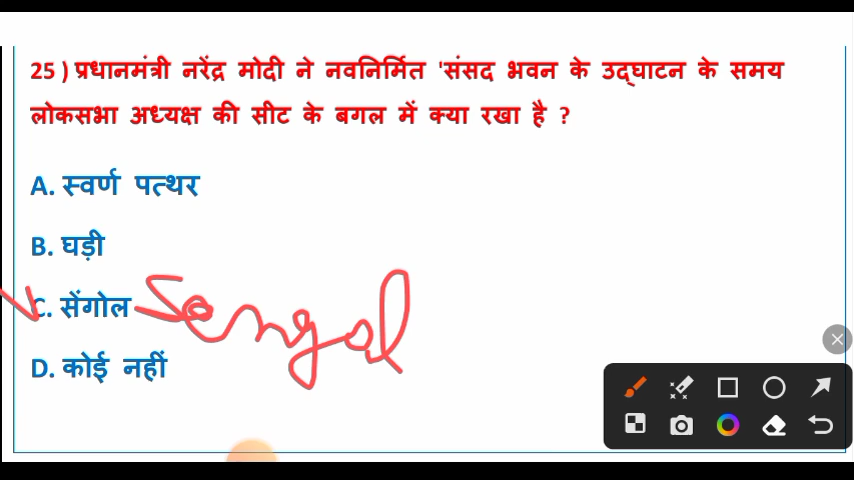 25 ) प्रधानमंत्री नरेंद्र मोदी ने नवनिर्मित 'संसद भवन के उद्घाटन के समय
लोकसभा अध्यक्ष की सीट के बगल में क्या रखा है ?
A. स्वर्ण पत्थर
B. घड़ी
C. सेंगोल Sengol
D. कोई नहीं